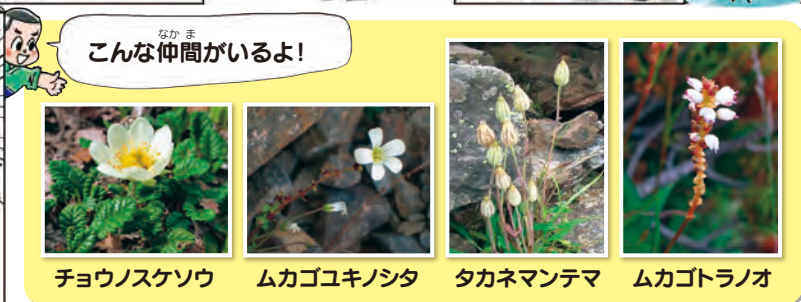 こんな仲間がいるよ!
なかま
チョウノスケソウ
ムカゴユキノシタ
タカネマンテマ
ムカゴトラノオ